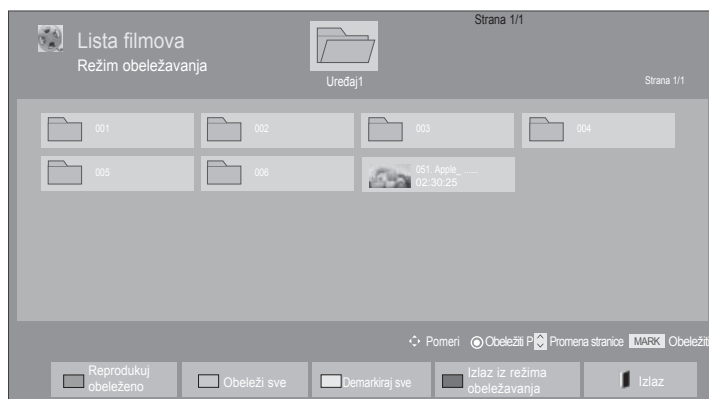 Strana 1/1
Lista filmova
Režim obeležavanja
Uređaj1
Strana 1/1
001
002
003
004
005
006
051. Apple_ ......
02:30:25
Pomeri Obeležiti P Promena stranice MARK Obeležiti
Reprodukuj
obeleženo
Obeleži sve
Demarkiraj sve
Izlaz iz režima
obeležavanja
Izlaz